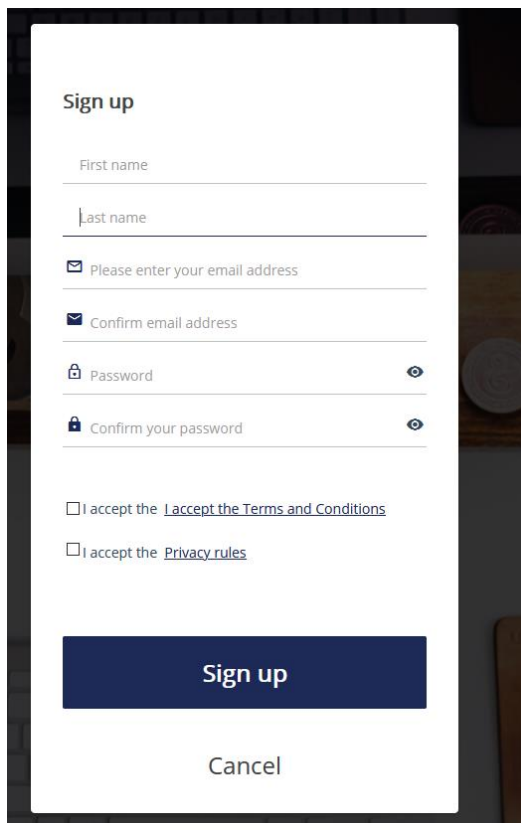 Sign up
First name
Last name
Please enter your email address
Confirm email address
Password
Confirm your password
I accept the I accept the Terms and Conditions
I accept the Privacy rules
Sign up
Cancel